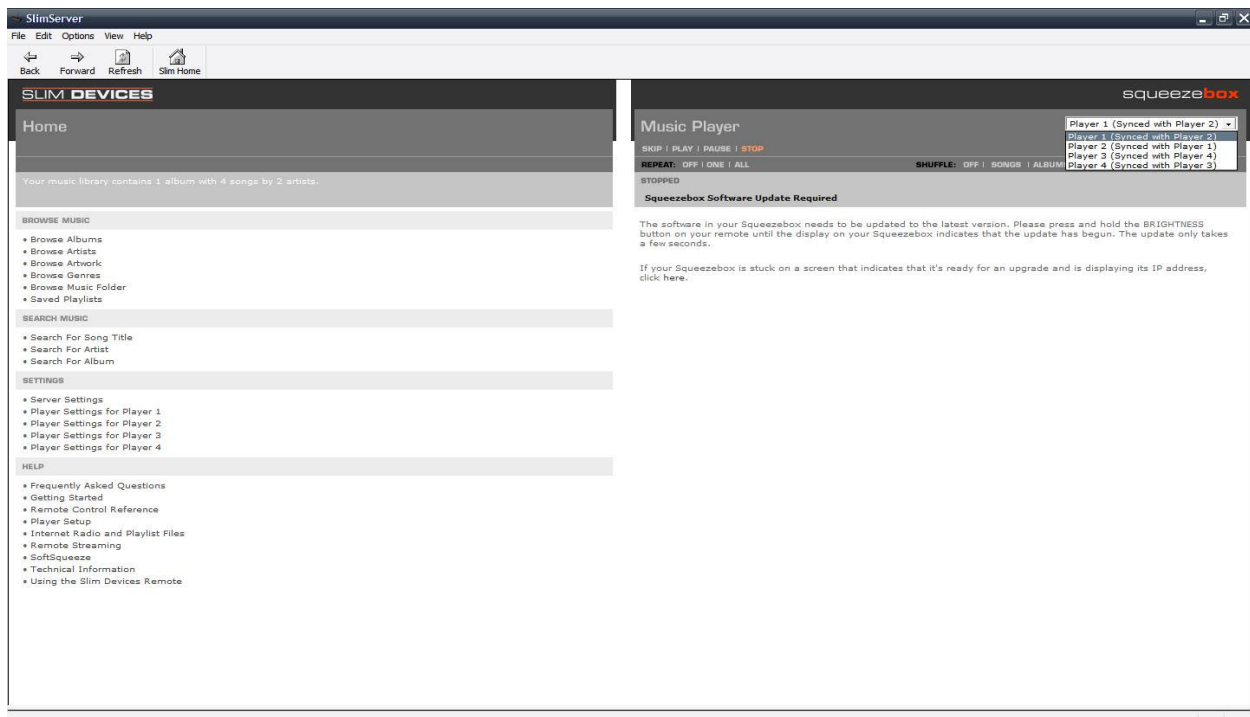 SlimServer
File Edit Options View Help
Back Forward Refresh Slim Home
SLIM DEVICES
Home
Your music library contains 1 album with 4 songs by 2 artists.
BROWSE MUSIC
• Browse Albums
• Browse Artists
• Browse Artwork
• Browse Genres
• Browse Music Folder
• Saved Playlists
SEARCH MUSIC
• Search For Song Title
• Search For Artist
• Search For Album
SETTINGS
• Server Settings
• Player Settings for Player 1
• Player Settings for Player 2
• Player Settings for Player 3
• Player Settings for Player 4
HELP
• Frequently Asked Questions
• Getting Started
• Remote Control Reference
• Player Setup
• Internet Radio and Playlist Files
• Remote Streaming
• SoftSqueeze
• Technical Information
• Using the Slim Devices Remote
squeezebox
Music Player
Player 1 (Synced with Player 2)
Player 1 (Synced with Player 2)
Player 2 (Synced with Player 1)
Player 3 (Synced with Player 4)
Player 4 (Synced with Player 3)
SKIP | PLAY | PAUSE | STOP
REPEAT: OFF | ONE | ALL SHUFFLE: OFF | SONGS | ALBUM
STOPPED
Squeezebox Software Update Required
The software in your Squeezebox needs to be updated to the latest version. Please press and hold the BRIGHTNESS
button on your remote until the display on your Squeezebox indicates that the update has begun. The update only takes
a few seconds.
If your Squeezebox is stuck on a screen that indicates that it's ready for an upgrade and is displaying its IP address,
click here.